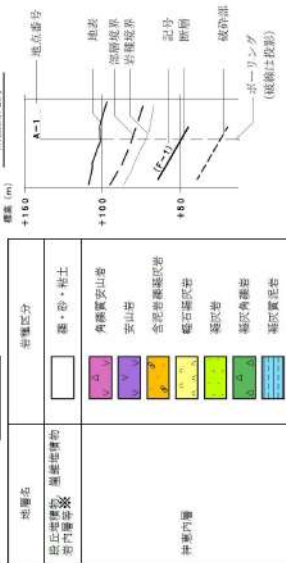 地層名
岩種区分
段丘堆積物、崖錐堆積物
岩内層等※
礫・砂・粘土
神恵内層
角礫質安山岩
安山岩
含泥岩礫凝灰岩
軽石凝灰岩
凝灰岩
凝灰角礫岩
凝灰質泥岩
標高 (m)
+150
+100
+50
A-1
(F-1)
地点番号
地表
部層境界
岩種境界
記号
断層
破砕部
ボーリング
(破線は投影)